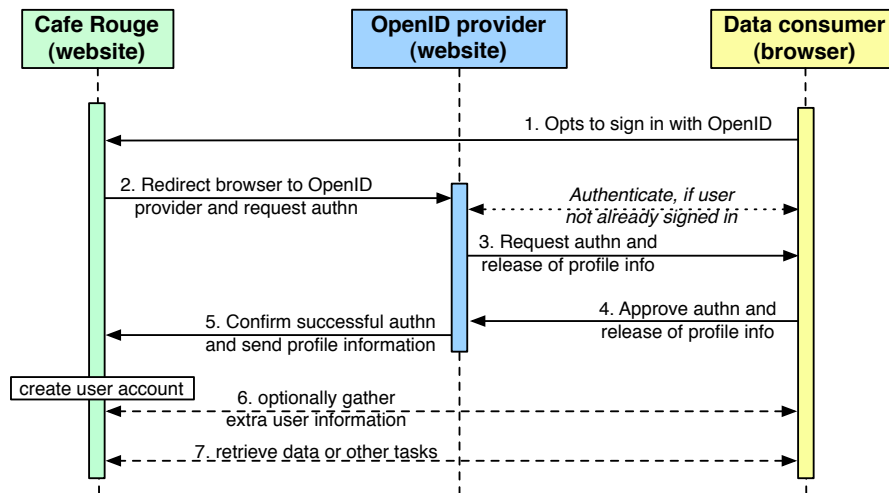 Cafe Rouge
(website)
OpenID provider
(website)
Data consumer
(browser)
1. Opts to sign in with OpenID
2. Redirect browser to OpenID
provider and request authn
Authenticate, if user
not already signed in
3. Request authn and
release of profile info
4. Approve authn and
release of profile info
5. Confirm successful authn
and send profile information
create user account
6. optionally gather
extra user information
7. retrieve data or other tasks